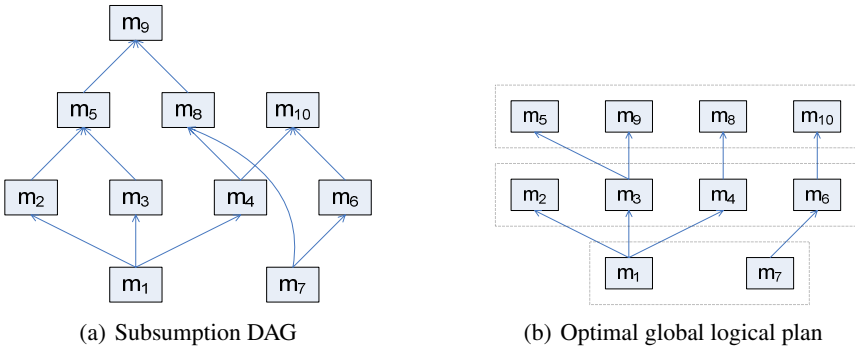 m₉
m₅ m₈ m₁₀
m₂ m₃ m₄ m₆
m₁ m₇
(a) Subsumption DAG
m₅ m₉ m₈ m₁₀
m₂ m₃ m₄ m₆
m₁ m₇
(b) Optimal global logical plan